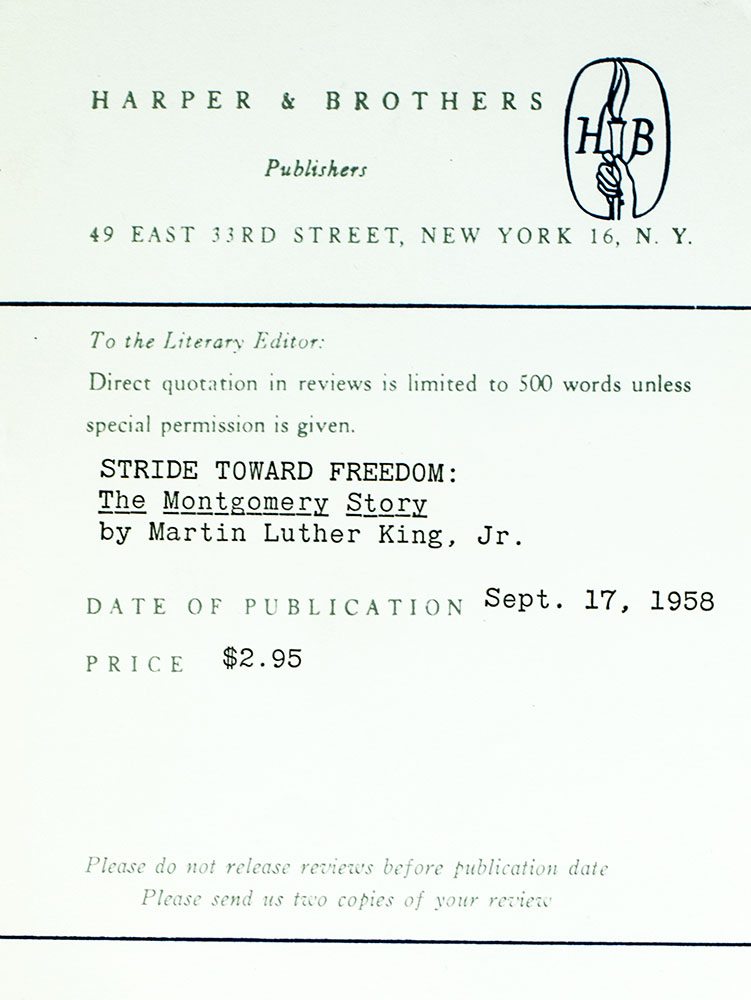 HARPER & BROTHERS
H B
Publishers
49 EAST 33RD STREET, NEW YORK 16, N. Y.
To the Literary Editor:
Direct quotation in reviews is limited to 500 words unless
special permission is given.
STRIDE TOWARD FREEDOM:
The Montgomery Story
by Martin Luther King, Jr.
DATE OF PUBLICATION Sept. 17, 1958
PRICE $2.95
Please do not release reviews before publication date
Please send us two copies of your review